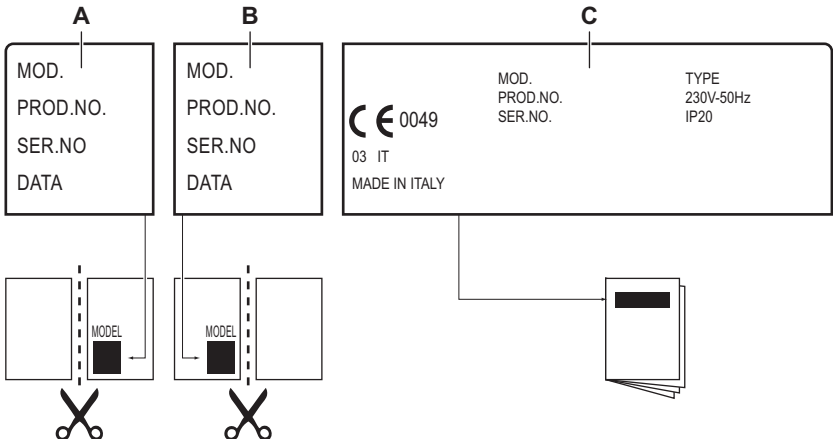 A
B
C
MOD.
PROD.NO.
SER.NO
DATA
MOD.
PROD.NO.
SER.NO
DATA
MOD.
PROD.NO.
SER.NO.
TYPE
230V-50Hz
IP20
CE 0049
03 IT
MADE IN ITALY
MODEL
MODEL